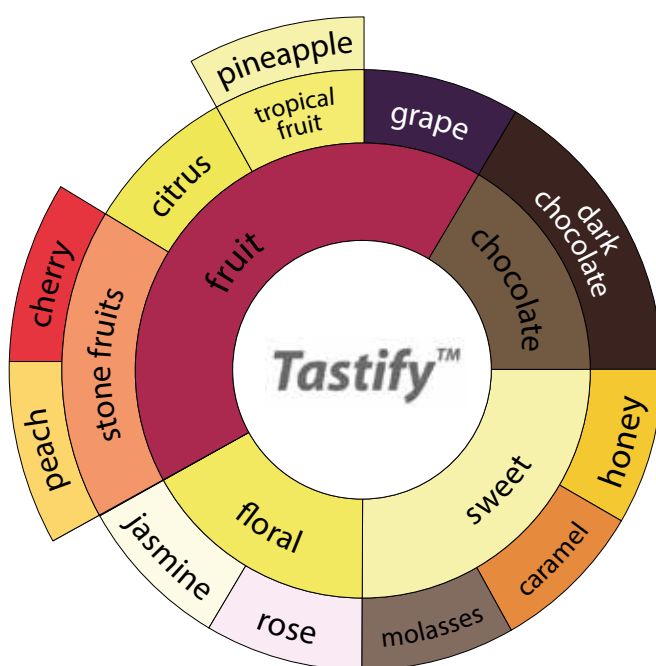 pineapple
tropical
fruit
grape
citrus
dark
chocolate
fruit
chocolate
cherry
stone fruits
Tastify™
peach
honey
sweet
floral
jasmine
caramel
rose
molasses